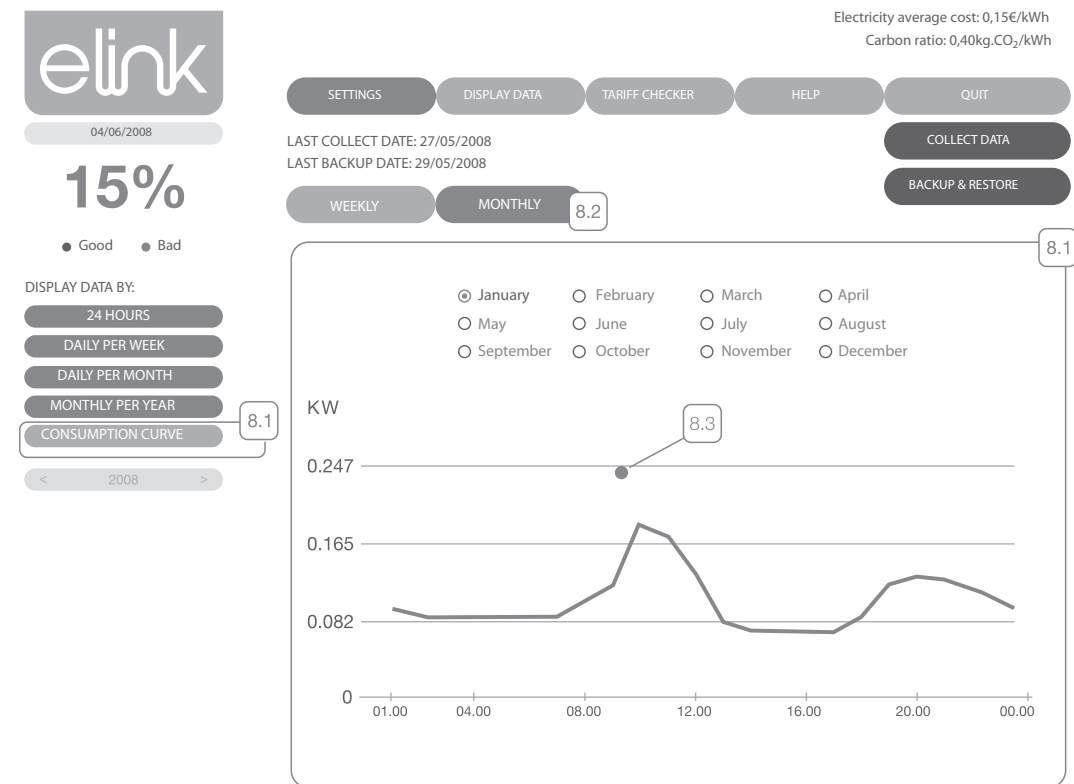 elink
04/06/2008
15%
Good Bad
DISPLAY DATA BY:
24 HOURS
DAILY PER WEEK
DAILY PER MONTH
MONTHLY PER YEAR
CONSUMPTION CURVE
8.1
< 2008 >
Electricity average cost: 0,15€/kWh
Carbon ratio: 0,40kg.CO₂/kWh
SETTINGS DISPLAY DATA TARIFF CHECKER HELP QUIT
LAST COLLECT DATE: 27/05/2008
LAST BACKUP DATE: 29/05/2008
COLLECT DATA
BACKUP & RESTORE
WEEKLY MONTHLY 8.2
8.1
January February March April
May June July August
September October November December
KW
8.3
0.247
0.165
0.082
0
01.00 04.00 08.00 12.00 16.00 20.00 00.00